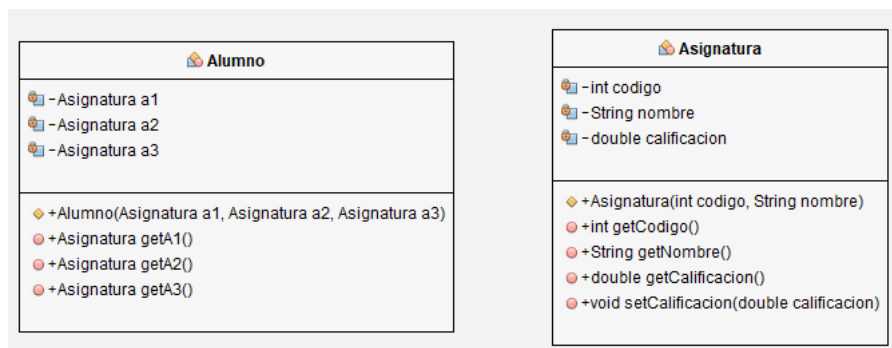 Alumno
-Asignatura a1
-Asignatura a2
-Asignatura a3
+Alumno(Asignatura a1, Asignatura a2, Asignatura a3)
+Asignatura getA1()
+Asignatura getA2()
+Asignatura getA3()
Asignatura
-int codigo
-String nombre
-double calificacion
+Asignatura(int codigo, String nombre)
+int getCodigo()
+String getNombre()
+double getCalificacion()
+void setCalificacion(double calificacion)